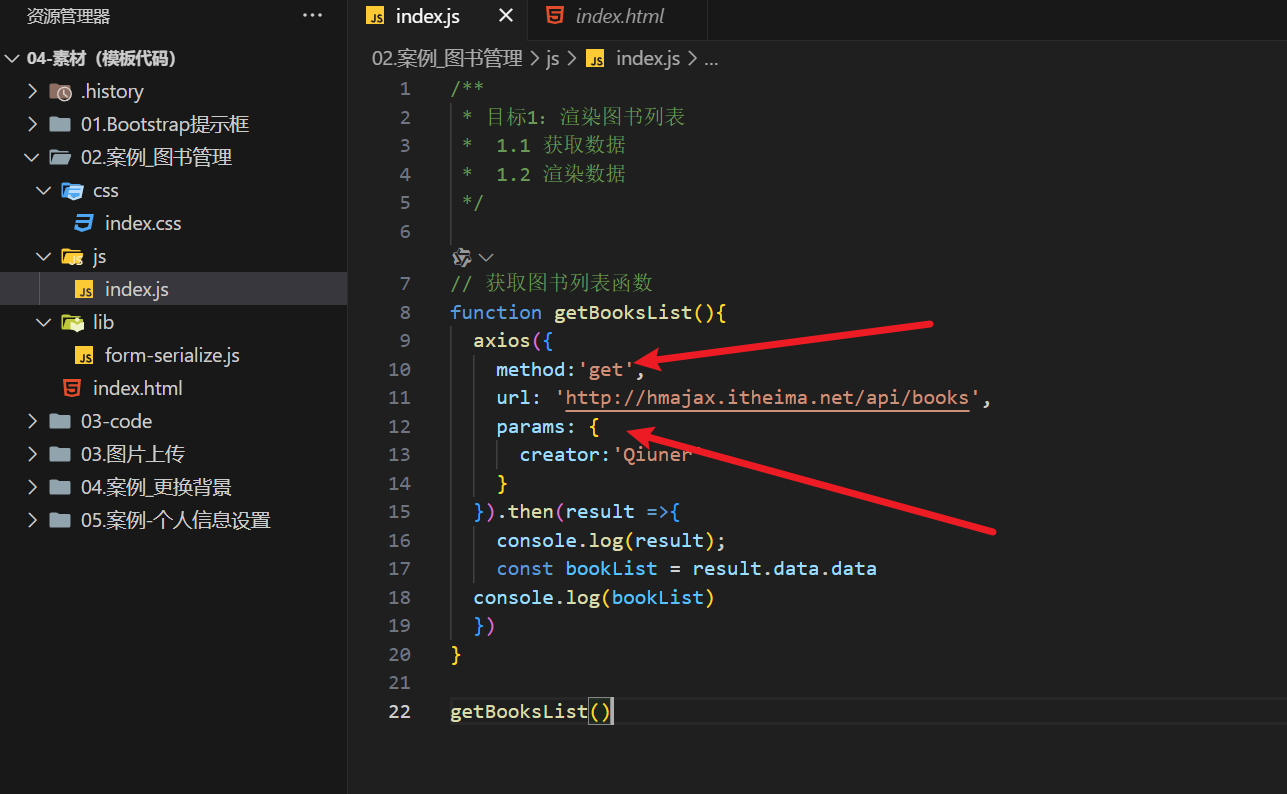 资源管理器
···
index.js
index.html
04-素材（模板代码）
.history
01.Bootstrap提示框
02.案例_图书管理
css
index.css
js
index.js
lib
form-serialize.js
index.html
03-code
03.图片上传
04.案例_更换背景
05.案例-个人信息设置
02.案例_图书管理 > js > index.js > ...
1 /**
2 * 目标1：渲染图书列表
3 * 1.1 获取数据
4 * 1.2 渲染数据
5 */
6
7 // 获取图书列表函数
8 function getBooksList(){
9 axios({
10 method:'get',
11 url: 'http://hmajax.itheima.net/api/books',
12 params: {
13 creator:'Qiuner'
14 }
15 }).then(result =>{
16 console.log(result);
17 const bookList = result.data.data
18 console.log(bookList)
19 })
20 }
21
22 getBooksList()